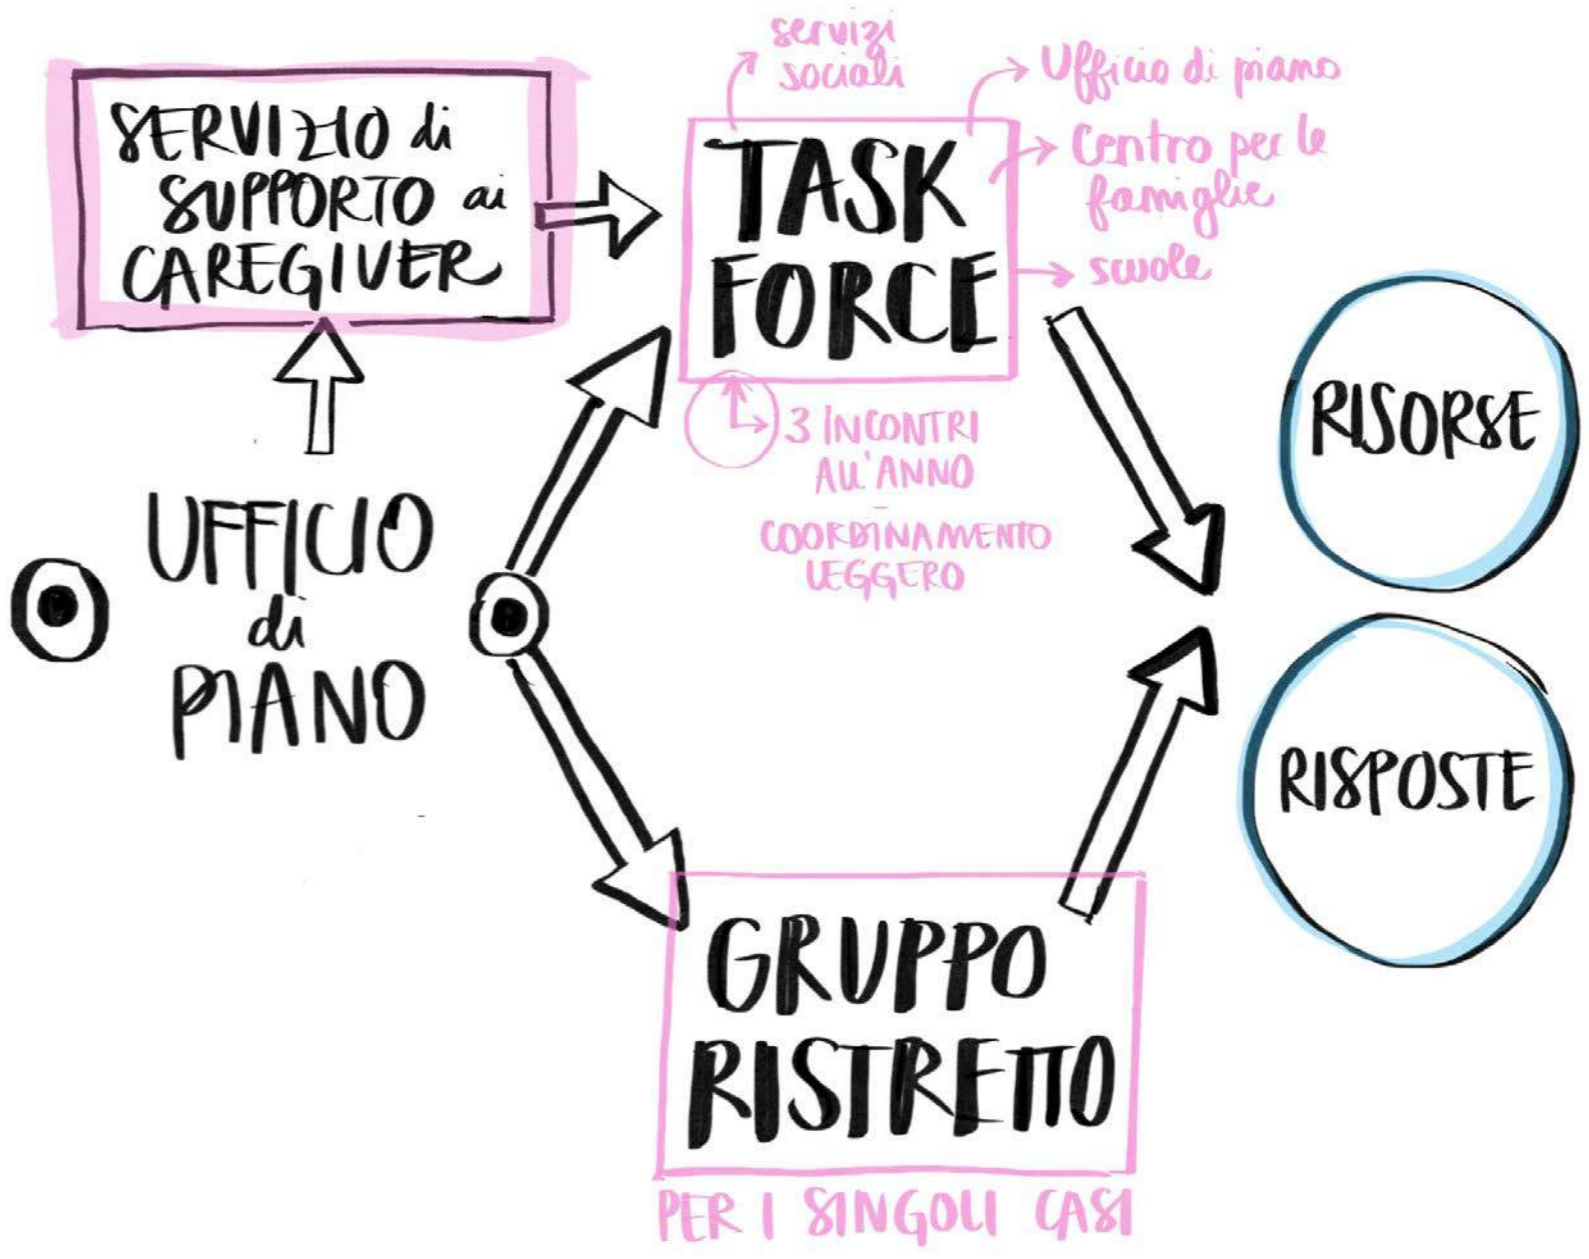 SERVIZIO di
SUPPORTO ai
CAREGIVER
servizi
sociali
Ufficio di piano
Centro per le
famiglie
scuole
TASK
FORCE
3 INCONTRI
ALL'ANNO
-
COORDINAMENTO
LEGGERO
UFFICIO
di
PIANO
RISORSE
RISPOSTE
GRUPPO
RISTRETTO
PER I SINGOLI CASI